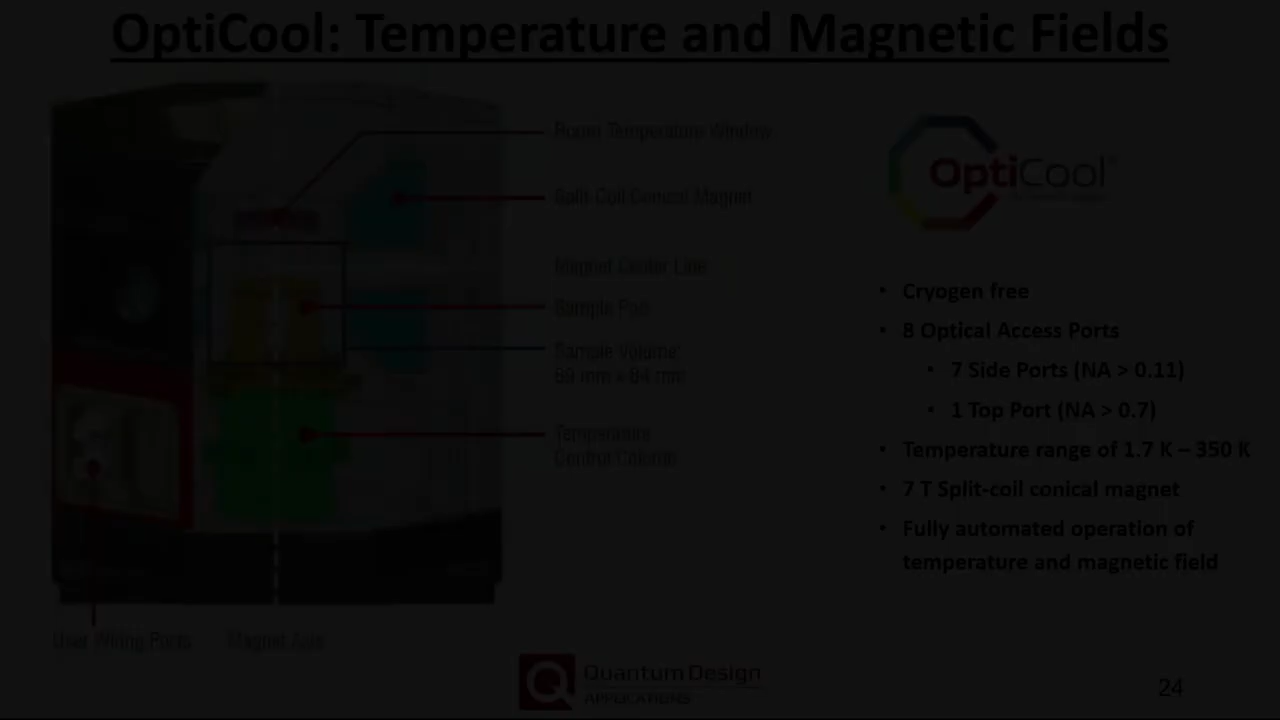 OptiCool: Temperature and Magnetic Fields
Room Temperature Window
Split-Coil Conical Magnet
Magnet Center Line
Sample Pod
Sample Volume:
89 mm x 84 mm
Temperature
Control Column
User Wiring Ports
Magnet Axis
OptiCool
• Cryogen free
• 8 Optical Access Ports
• 7 Side Ports (NA > 0.11)
• 1 Top Port (NA > 0.7)
• Temperature range of 1.7 K – 350 K
• 7 T Split-coil conical magnet
• Fully automated operation of
temperature and magnetic field
Quantum Design
APPLICATIONS
24